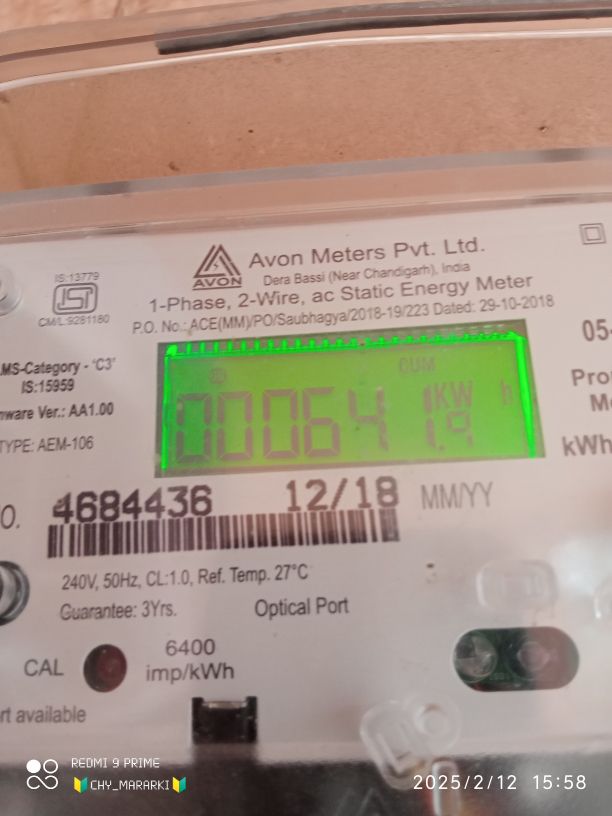 AVON
Avon Meters Pvt. Ltd.
Dera Bassi (Near Chandigarh), India
1-Phase, 2-Wire, ac Static Energy Meter
P.O. No.: ACE(MM)/PO/Saubhagya/2018-19/223 Dated: 29-10-2018
IS:13779
ISI
CM/L:9281180
MS-Category - "C3"
IS:15959
ware Ver.: AA1.00
TYPE: AEM-106
CUM
000641.9 KW h
05-
Pro
M
kWh
O. 4684436 12/18 MM/YY
240V, 50Hz, CL:1.0, Ref. Temp. 27°C
Guarantee: 3Yrs. Optical Port
CAL
6400
imp/kWh
rt available
REDMI 9 PRIME
CHY_MARARKI
2025/2/12 15:58